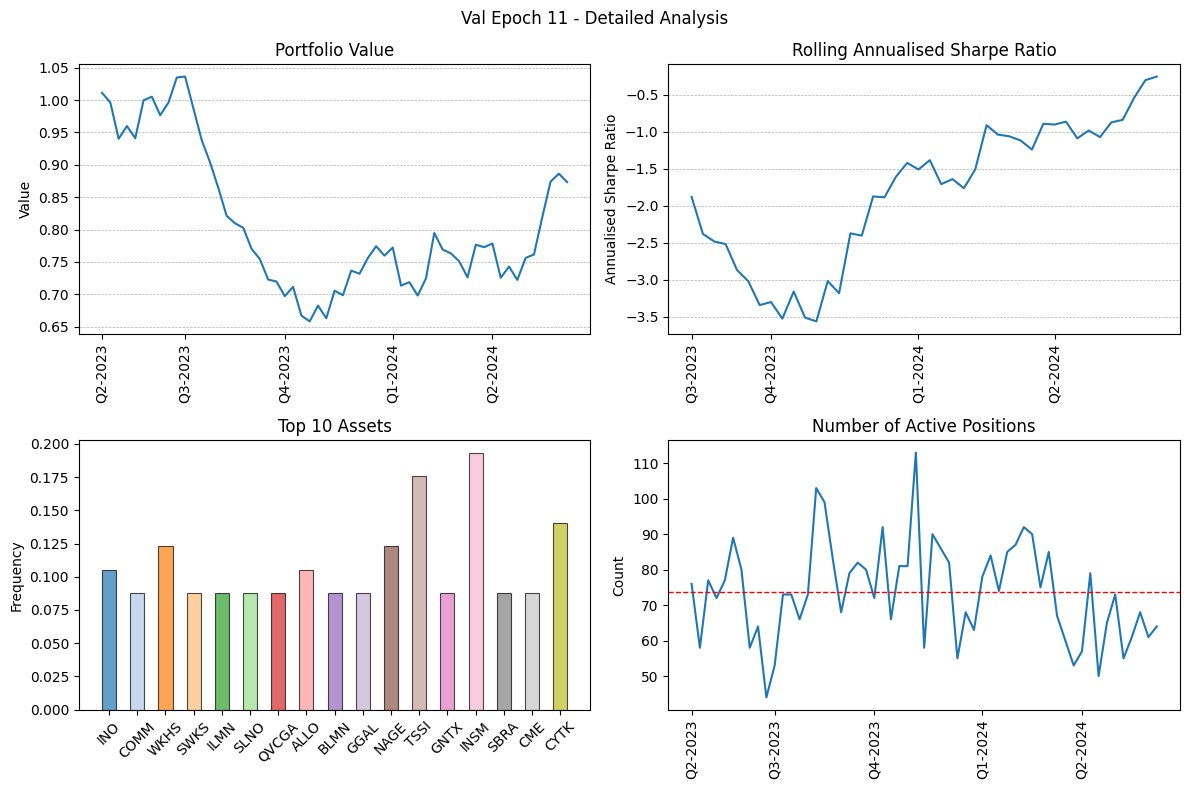 Val Epoch 11 - Detailed Analysis
Portfolio Value
Value
1.05
1.00
0.95
0.90
0.85
0.80
0.75
0.70
0.65
Q2-2023
Q3-2023
Q4-2023
Q1-2024
Q2-2024
Rolling Annualised Sharpe Ratio
Annualised Sharpe Ratio
−0.5
−1.0
−1.5
−2.0
−2.5
−3.0
−3.5
Q3-2023
Q4-2023
Q1-2024
Q2-2024
Top 10 Assets
Frequency
0.200
0.175
0.150
0.125
0.100
0.075
0.050
0.025
0.000
INO
COMM
WKHS
SWKS
ILMN
SLNO
QVCGA
ALLO
BLMN
GGAL
NAGE
TSSI
GNTX
INSM
SBRA
CME
CYTK
Number of Active Positions
Count
110
100
90
80
70
60
50
Q2-2023
Q3-2023
Q4-2023
Q1-2024
Q2-2024